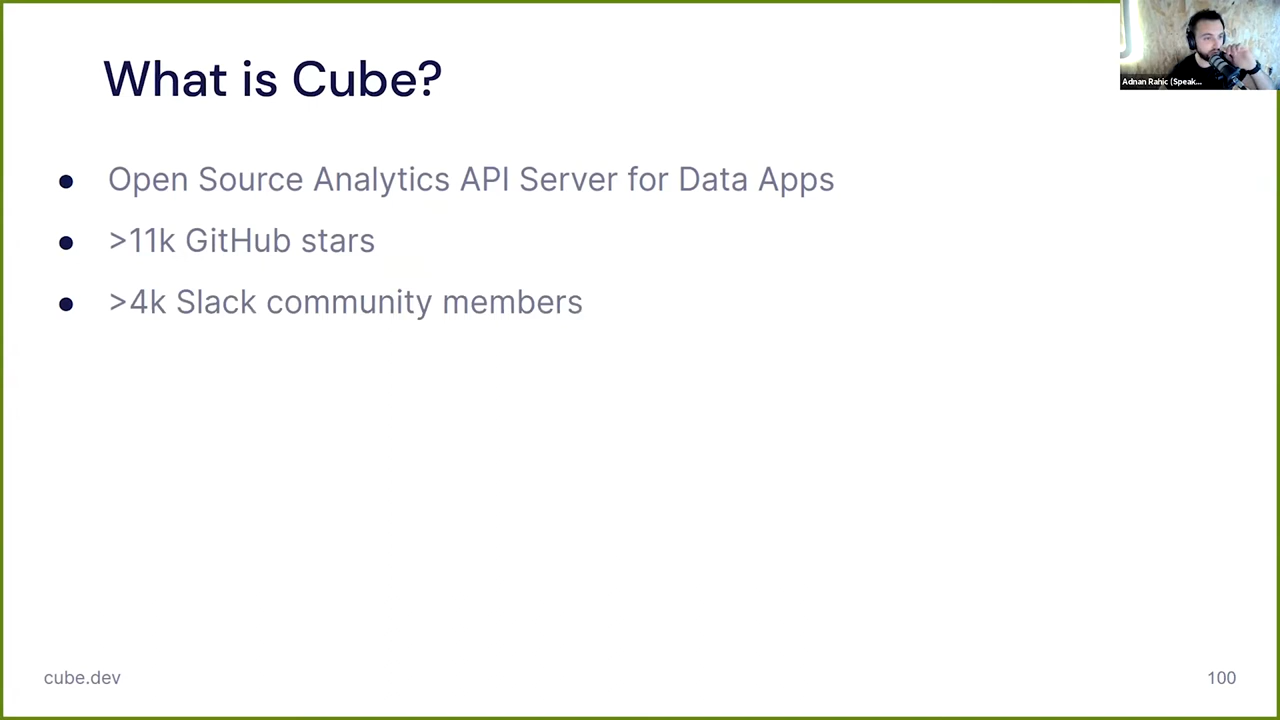 What is Cube?
Adnan Rahic (Speak...
● Open Source Analytics API Server for Data Apps
● >11k GitHub stars
● >4k Slack community members
cube.dev
100